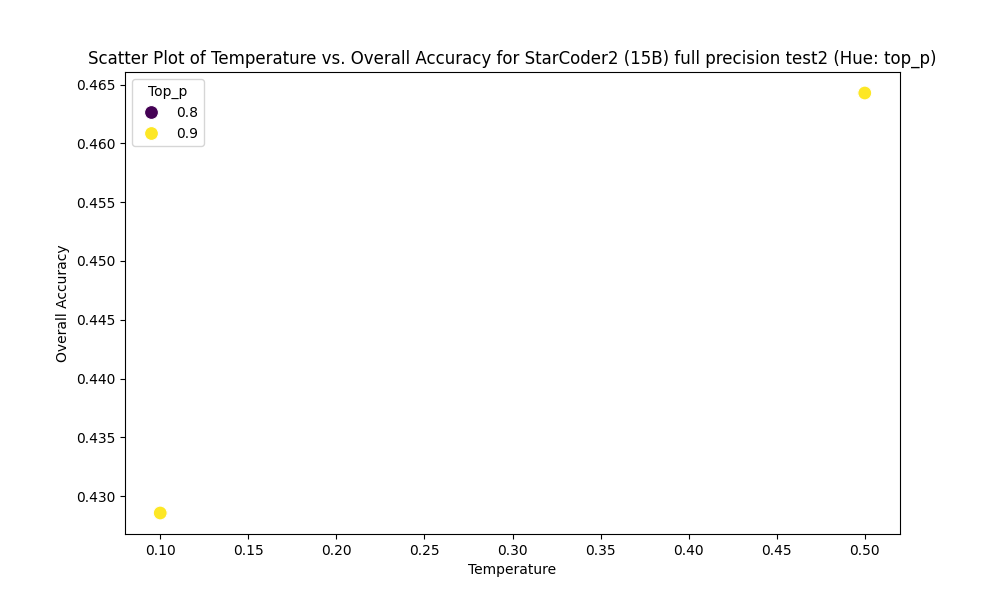 Scatter Plot of Temperature vs. Overall Accuracy for StarCoder2 (15B) full precision test2 (Hue: top_p)
Top_p
0.8
0.9
0.465
0.460
0.455
0.450
0.445
0.440
0.435
0.430
Overall Accuracy
0.10 0.15 0.20 0.25 0.30 0.35 0.40 0.45 0.50
Temperature